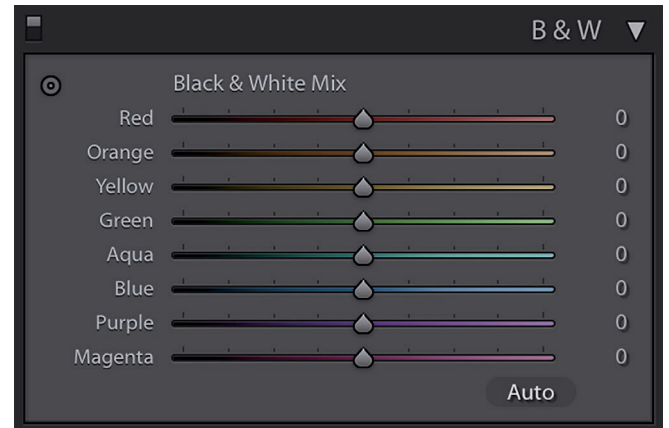 B & W
Black & White Mix
Red 0
Orange 0
Yellow 0
Green 0
Aqua 0
Blue 0
Purple 0
Magenta 0
Auto